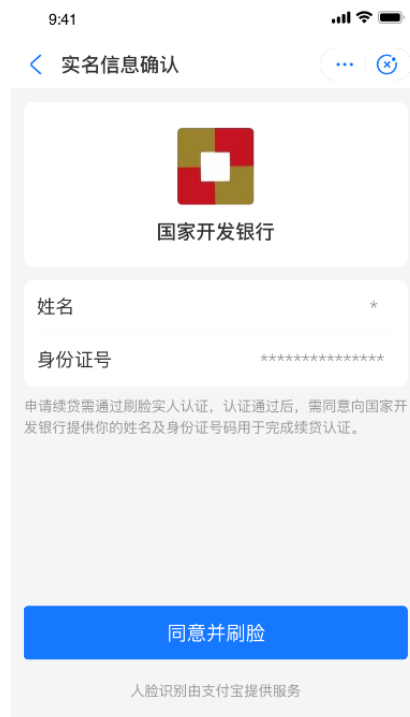 9:41
实名信息确认
国家开发银行
姓名 *
身份证号 ***************
申请续贷需通过刷脸实人认证，认证通过后，需同意向国家开
发银行提供你的姓名及身份证号码用于完成续贷认证。
同意并刷脸
人脸识别由支付宝提供服务